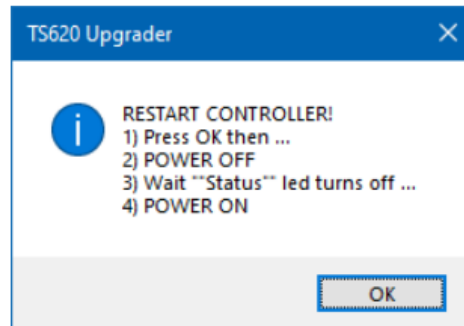 TS620 Upgrader
RESTART CONTROLLER!
1) Press OK then ...
2) POWER OFF
3) Wait ""Status"" led turns off ...
4) POWER ON
OK